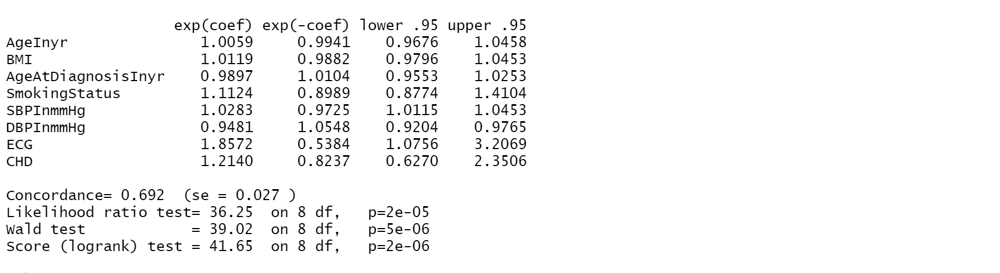 exp(coef) exp(-coef) lower .95 upper .95
AgeInyr 1.0059 0.9941 0.9676 1.0458
BMI 1.0119 0.9882 0.9796 1.0453
AgeAtDiagnosisInyr 0.9897 1.0104 0.9553 1.0253
SmokingStatus 1.1124 0.8989 0.8774 1.4104
SBPInmmHg 1.0283 0.9725 1.0115 1.0453
DBPInmmHg 0.9481 1.0548 0.9204 0.9765
ECG 1.8572 0.5384 1.0756 3.2069
CHD 1.2140 0.8237 0.6270 2.3506
Concordance= 0.692 (se = 0.027 )
Likelihood ratio test= 36.25 on 8 df, p=2e-05
Wald test = 39.02 on 8 df, p=5e-06
Score (logrank) test = 41.65 on 8 df, p=2e-06